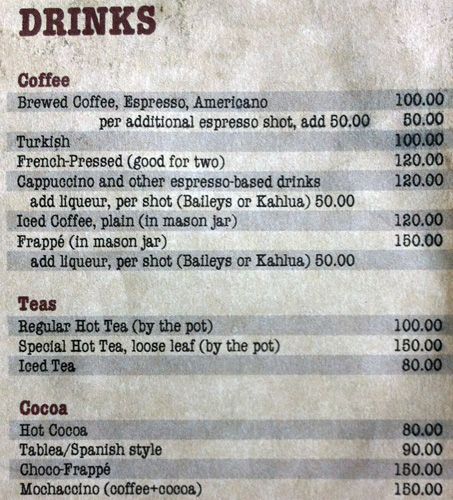 DRINKS
Coffee
Brewed Coffee, Espresso, Americano 100.00
per additional espresso shot, add 50.00 50.00
Turkish 100.00
French-Pressed (good for two) 120.00
Cappuccino and other espresso-based drinks 120.00
add liqueur, per shot (Baileys or Kahlua) 50.00
Iced Coffee, plain (in mason jar) 120.00
Frappé (in mason jar) 150.00
add liqueur, per shot (Baileys or Kahlua) 50.00
Teas
Regular Hot Tea (by the pot) 100.00
Special Hot Tea, loose leaf (by the pot) 150.00
Iced Tea 80.00
Cocoa
Hot Cocoa 80.00
Tablea/Spanish style 90.00
Choco-Frappé 150.00
Mochaccino (coffee+cocoa) 150.00